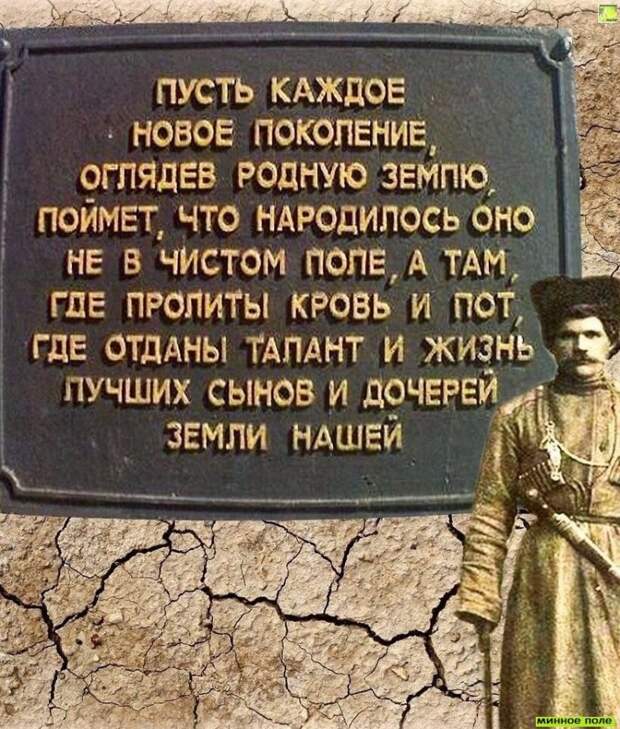 ПУСТЬ КАЖДОЕ
НОВОЕ ПОКОЛЕНИЕ,
ОГЛЯДЕВ РОДНУЮ ЗЕМЛЮ,
ПОЙМЕТ, ЧТО НАРОДИЛОСЬ ОНО
НЕ В ЧИСТОМ ПОЛЕ, А ТАМ,
ГДЕ ПРОЛИТЫ КРОВЬ И ПОТ,
ГДЕ ОТДАНЫ ТАЛАНТ И ЖИЗНЬ
ЛУЧШИХ СЫНОВ И ДОЧЕРЕЙ
ЗЕМЛИ НАШЕЙ
МИННОЕ ПОЛЕ